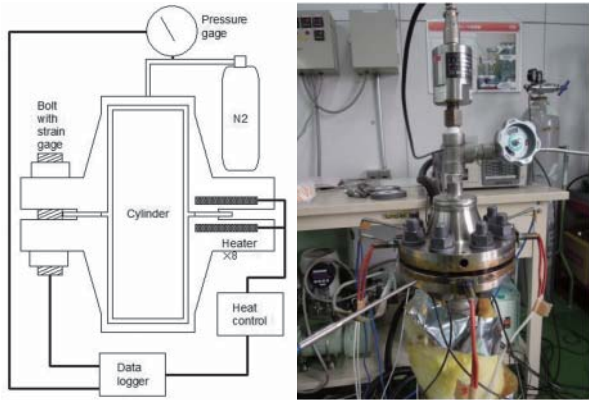 Pressure
gage
Bolt
with
strain
gage
N2
Cylinder
Heater
×8
Heat
control
Data
logger